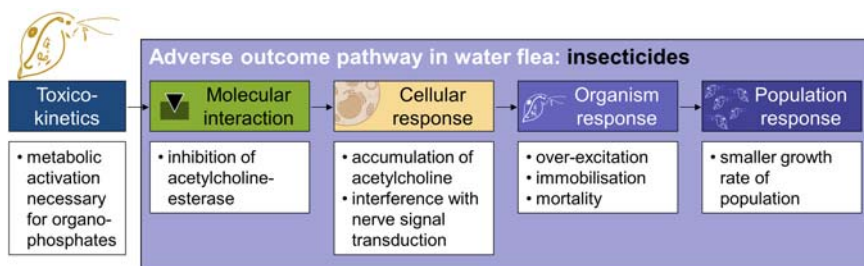 Adverse outcome pathway in water flea: insecticides
Toxico-
kinetics
Molecular
interaction
Cellular
response
Organism
response
Population
response
• metabolic
activation
necessary
for organo-
phosphates
• inhibition of
acetylcholine-
esterase
• accumulation of
acetylcholine
• interference with
nerve signal
transduction
• over-excitation
• immobilisation
• mortality
• smaller growth
rate of
population